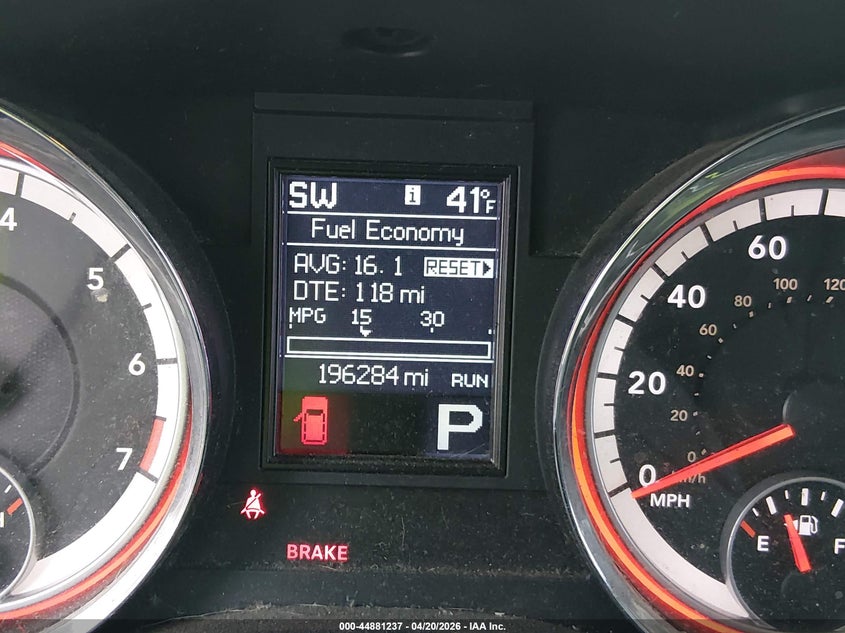 SW i 41°F
Fuel Economy
AVG: 16.1 RESET
DTE: 118 mi
MPG 15 30
196284 mi RUN
P
4
5
6
7
BRAKE
60
40
20
0
MPH
120
100
80
60
40
20
0
km/h
E F
000-44881237 - 04/20/2026 - IAA Inc.